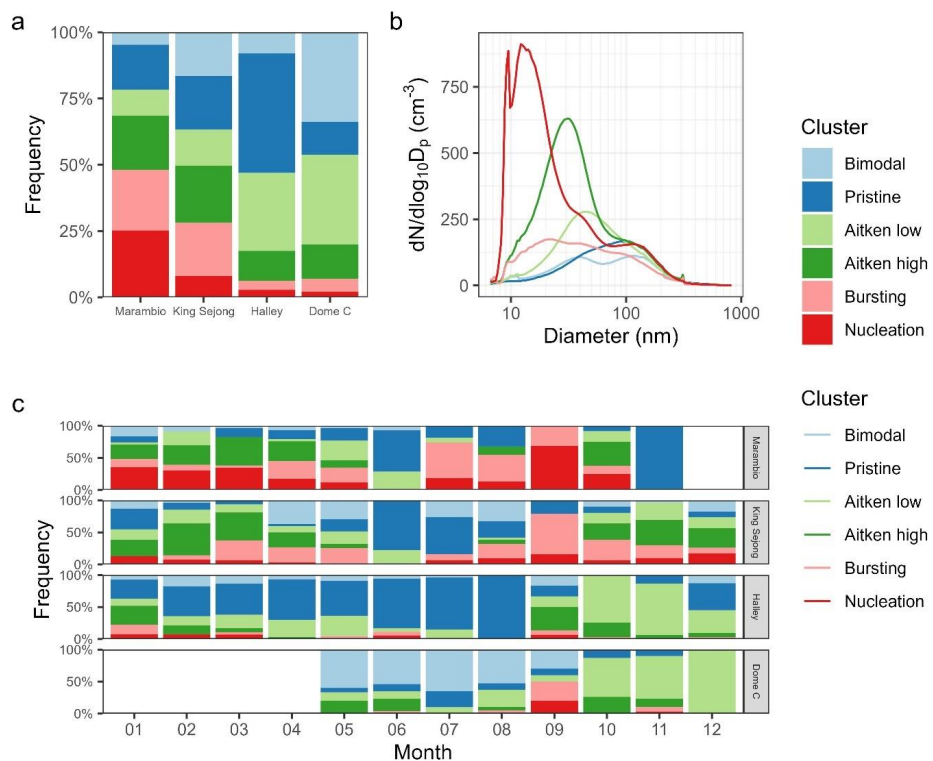 a
100%
75%
50%
25%
0%
Frequency
Marambio King Sejong Halley Dome C
b
750
500
250
0
dN/dlog₁₀Dₚ (cm⁻³)
10 100 1000
Diameter (nm)
Cluster
Bimodal
Pristine
Aitken low
Aitken high
Bursting
Nucleation
c
100%
50%
0%
Marambio
100%
50%
0%
King Sejong
100%
50%
0%
Halley
100%
50%
0%
Dome C
Frequency
01 02 03 04 05 06 07 08 09 10 11 12
Month
Cluster
Bimodal
Pristine
Aitken low
Aitken high
Bursting
Nucleation